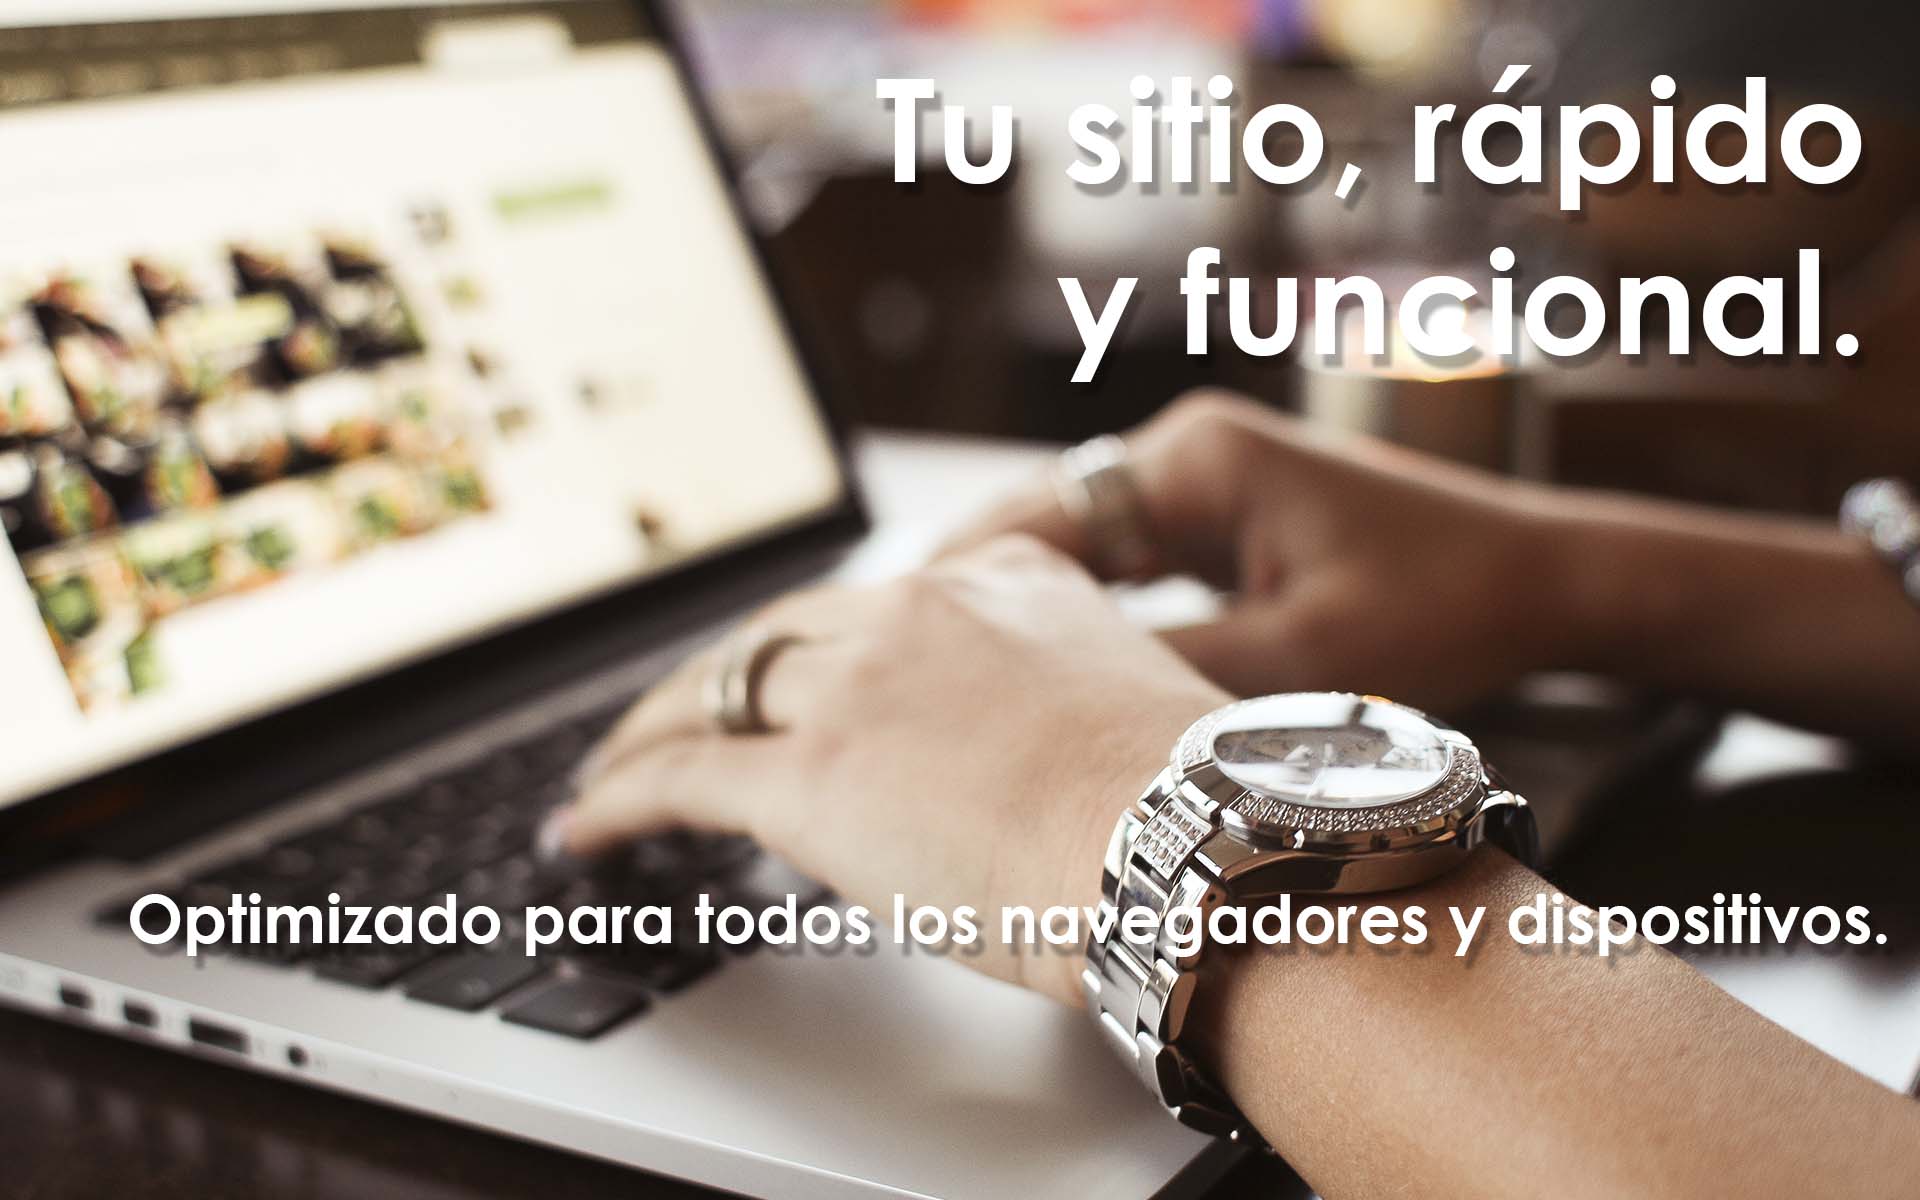 Tu sitio, rápido
y funcional.
Optimizado para todos los navegadores y dispositivos.